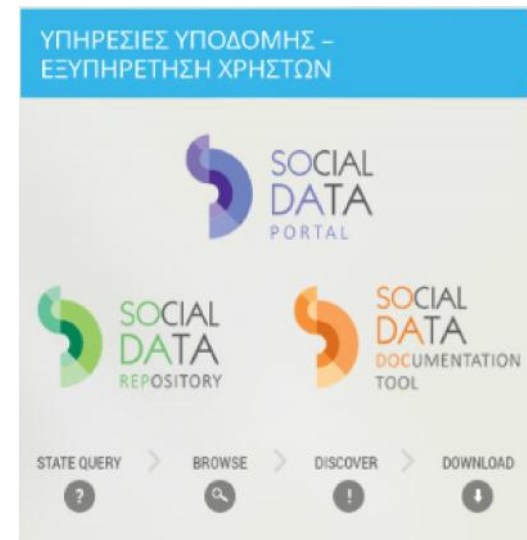 ΥΠΗΡΕΣΙΕΣ ΥΠΟΔΟΜΗΣ –
ΕΞΥΠΗΡΕΤΗΣΗ ΧΡΗΣΤΩΝ
SOCIAL
DATA
PORTAL
SOCIAL
DATA
REPOSITORY
SOCIAL
DATA
DOCUMENTATION
TOOL
STATE QUERY
BROWSE
DISCOVER
DOWNLOAD
?
!